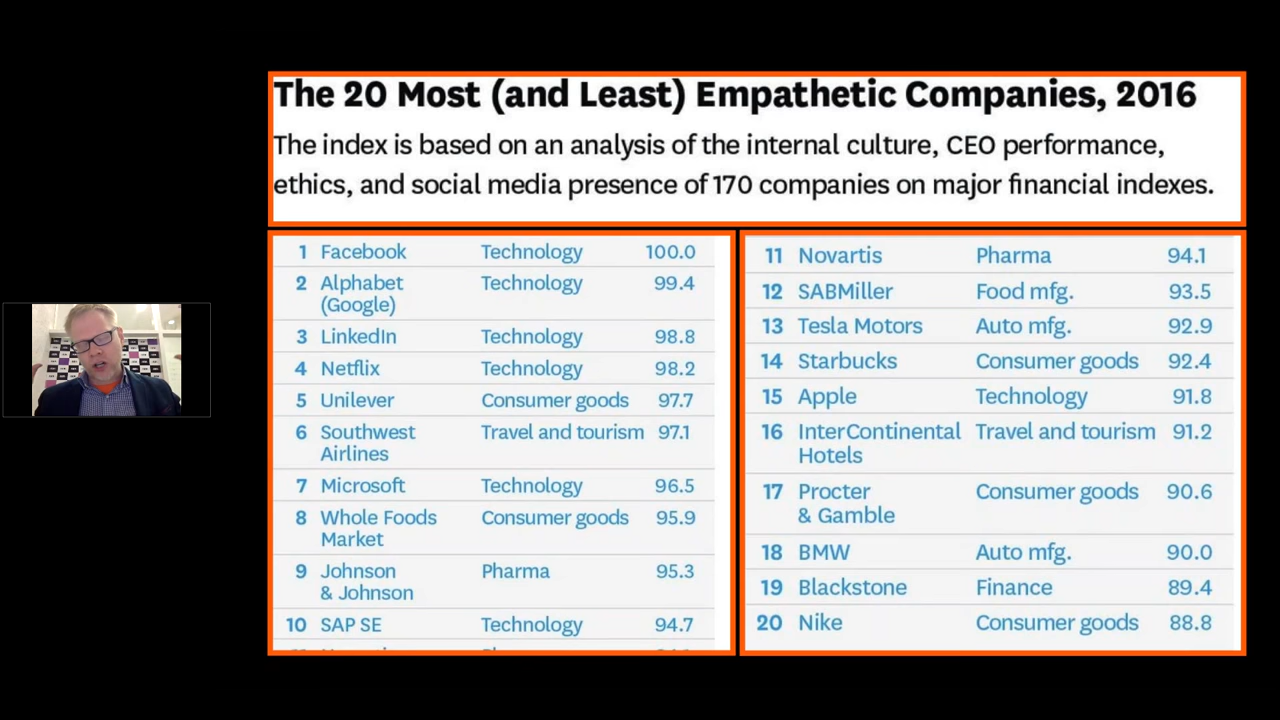 The 20 Most (and Least) Empathetic Companies, 2016
The index is based on an analysis of the internal culture, CEO performance,
ethics, and social media presence of 170 companies on major financial indexes.
1 Facebook Technology 100.0
2 Alphabet Technology 99.4
(Google)
3 LinkedIn Technology 98.8
4 Netflix Technology 98.2
5 Unilever Consumer goods 97.7
6 Southwest Travel and tourism 97.1
Airlines
7 Microsoft Technology 96.5
8 Whole Foods Consumer goods 95.9
Market
9 Johnson Pharma 95.3
& Johnson
10 SAP SE Technology 94.7
11 Novartis Pharma 94.1
12 SABMiller Food mfg. 93.5
13 Tesla Motors Auto mfg. 92.9
14 Starbucks Consumer goods 92.4
15 Apple Technology 91.8
16 InterContinental Travel and tourism 91.2
Hotels
17 Procter Consumer goods 90.6
& Gamble
18 BMW Auto mfg. 90.0
19 Blackstone Finance 89.4
20 Nike Consumer goods 88.8